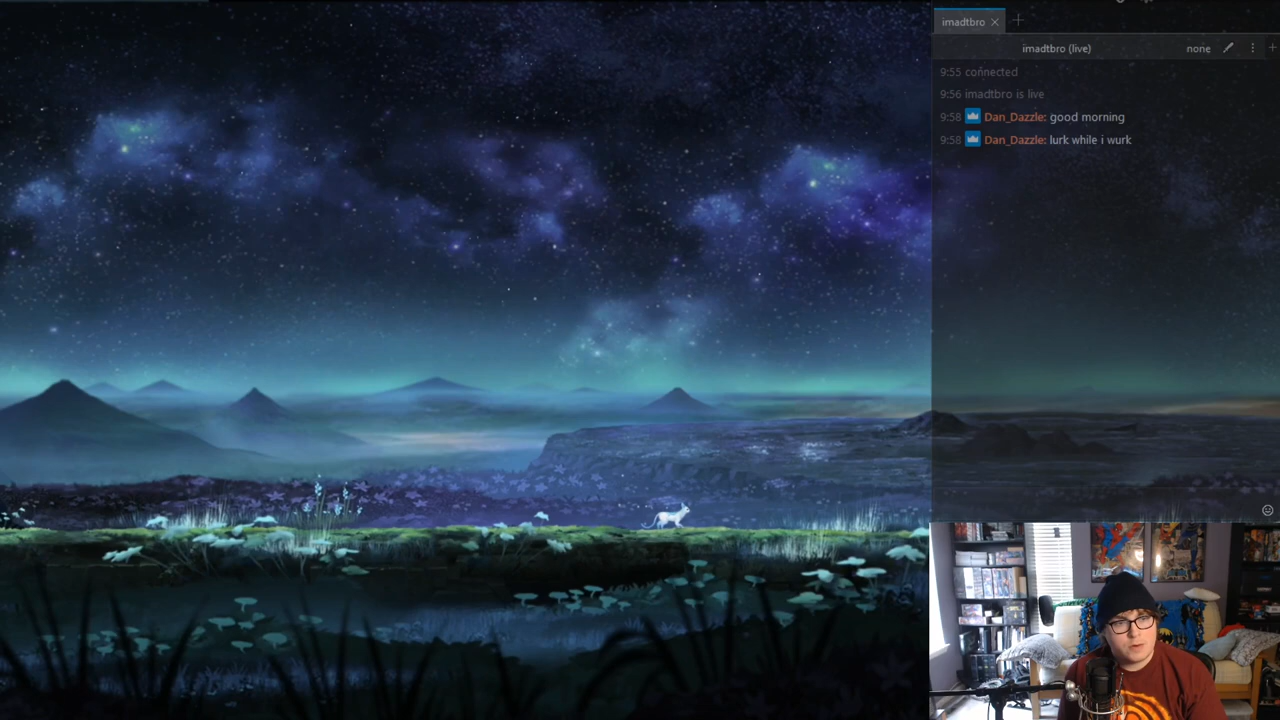 imadtbro
imadtbro (live)
none
9:55 connected
9:56 imadtbro is live
9:58 Dan_Dazzle: good morning
9:58 Dan_Dazzle: lurk while i wurk